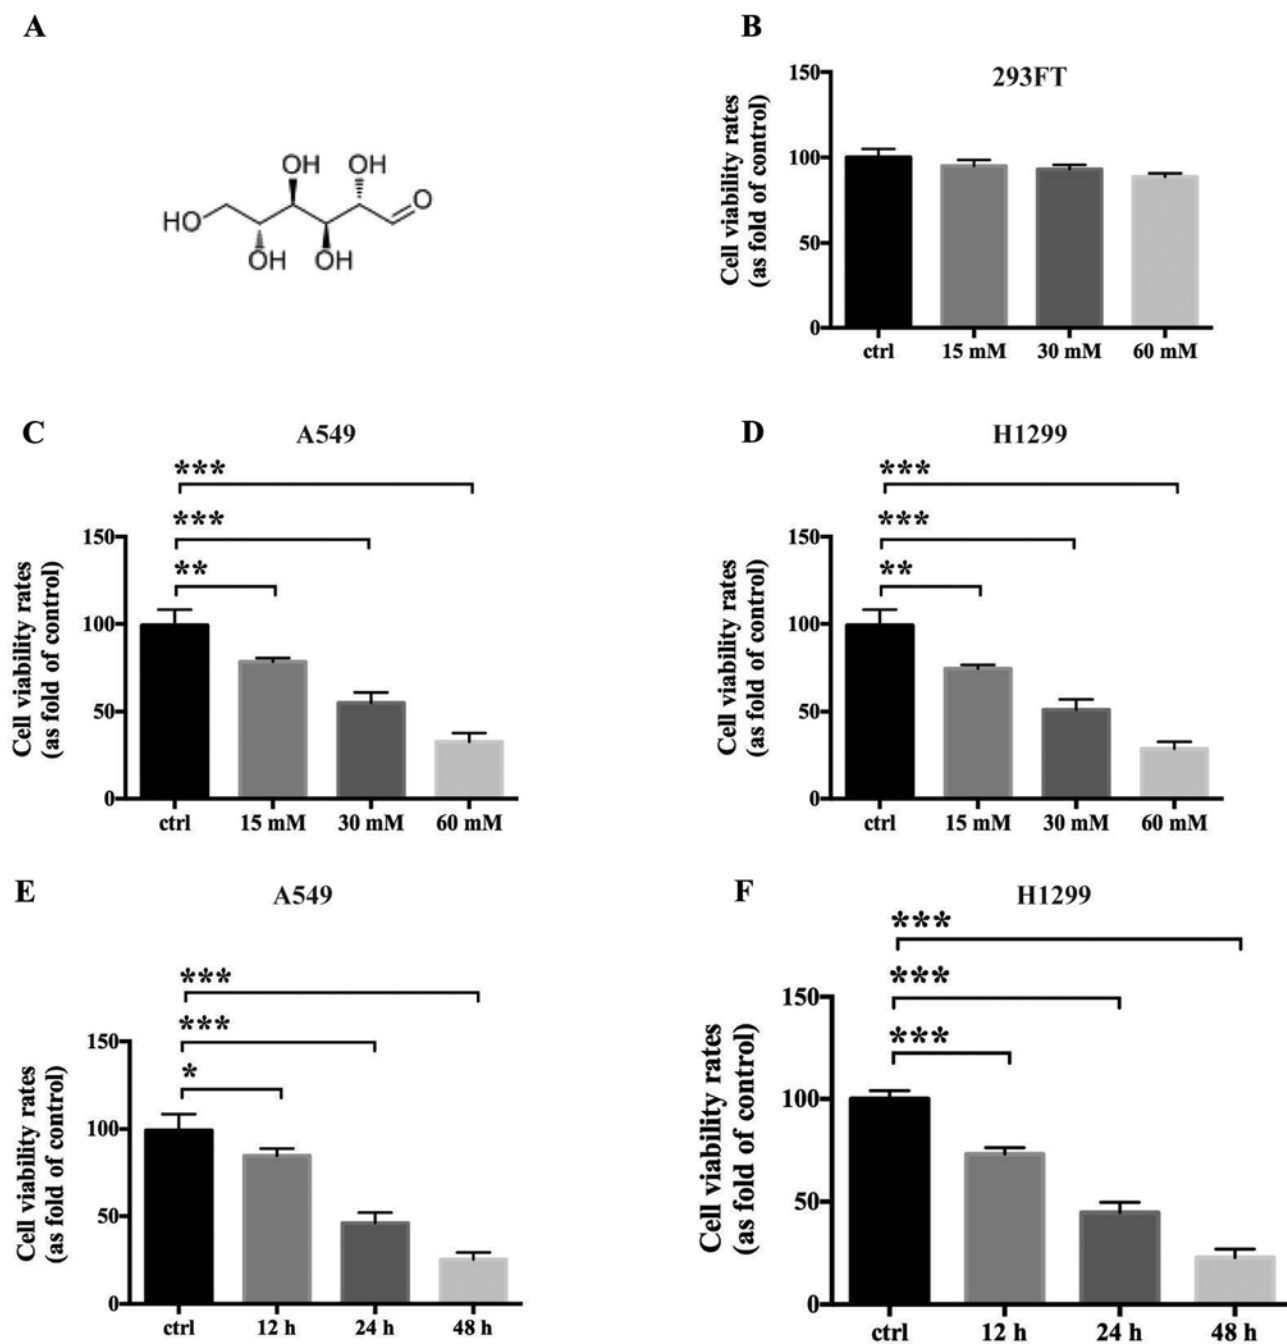 A
OH OH
O
HO
OH OH
B
293FT
Cell viability rates
(as fold of control)
150
100
50
0
ctrl 15 mM 30 mM 60 mM
C
A549
***
***
**
Cell viability rates
(as fold of control)
150
100
50
0
ctrl 15 mM 30 mM 60 mM
D
H1299
***
***
**
Cell viability rates
(as fold of control)
150
100
50
0
ctrl 15 mM 30 mM 60 mM
E
A549
***
***
*
Cell viability rates
(as fold of control)
150
100
50
0
ctrl 12 h 24 h 48 h
F
H1299
***
***
***
Cell viability rates
(as fold of control)
150
100
50
0
ctrl 12 h 24 h 48 h